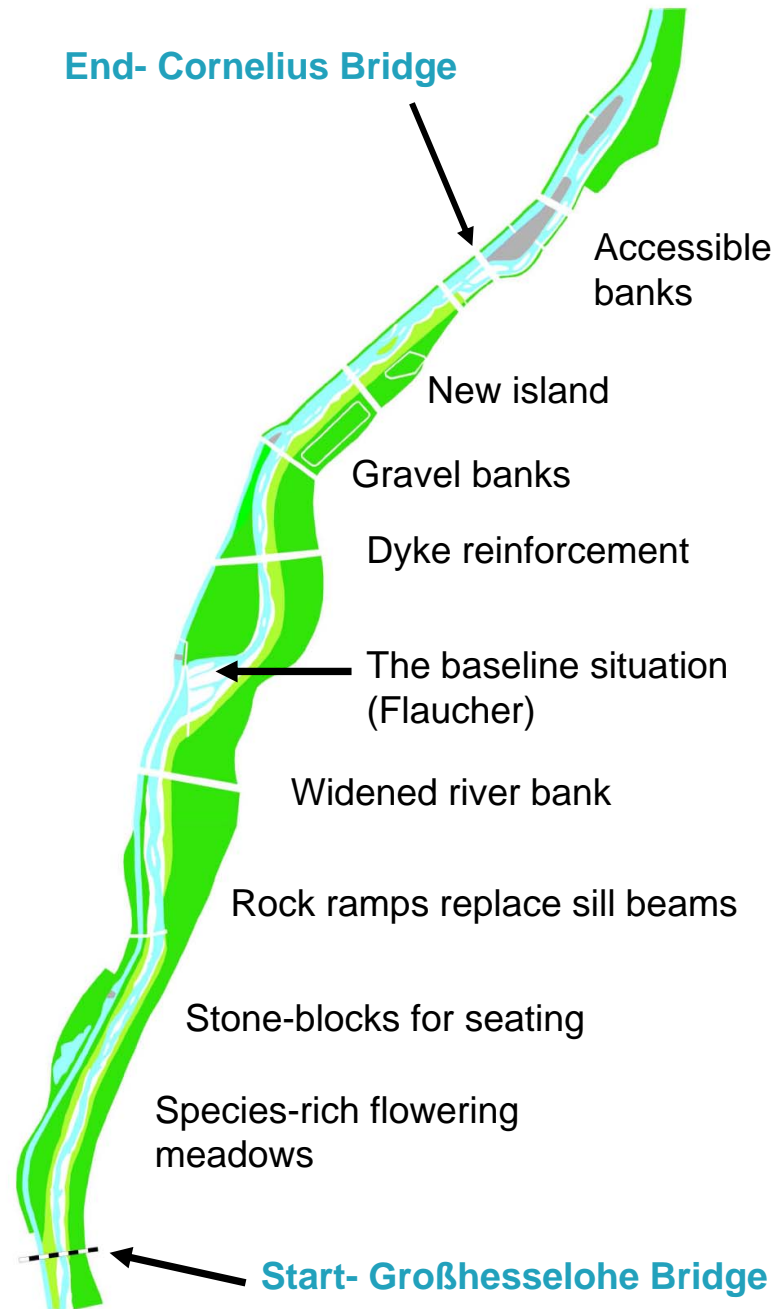 End- Cornelius Bridge
Accessible
banks
New island
Gravel banks
Dyke reinforcement
The baseline situation
(Flaucher)
Widened river bank
Rock ramps replace sill beams
Stone-blocks for seating
Species-rich flowering
meadows
Start- Großhesselohe Bridge